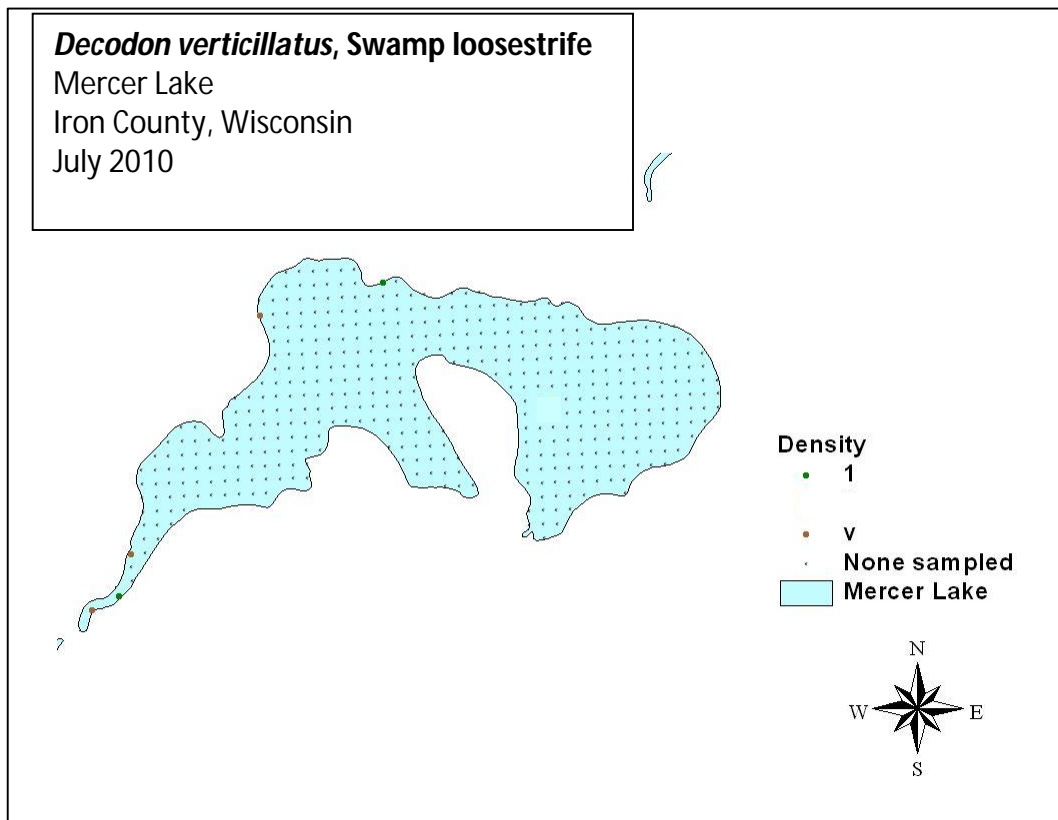 Decodon verticillatus, Swamp loosestrife
Mercer Lake
Iron County, Wisconsin
July 2010
Density
1
v
None sampled
Mercer Lake
N
W E
S